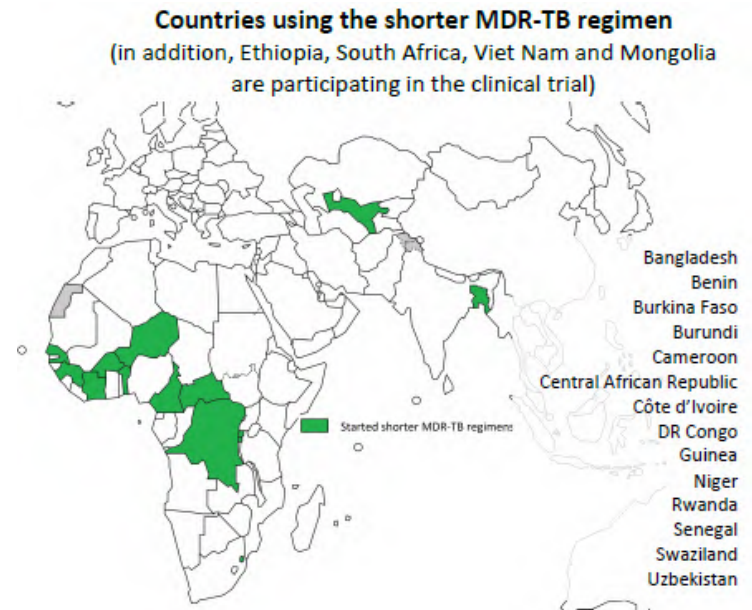 Countries using the shorter MDR-TB regimen
(in addition, Ethiopia, South Africa, Viet Nam and Mongolia
are participating in the clinical trial)
Bangladesh
Benin
Burkina Faso
Burundi
Cameroon
Central African Republic
Côte d'Ivoire
DR Congo
Guinea
Niger
Rwanda
Senegal
Swaziland
Uzbekistan
Started shorter MDR-TB regimens